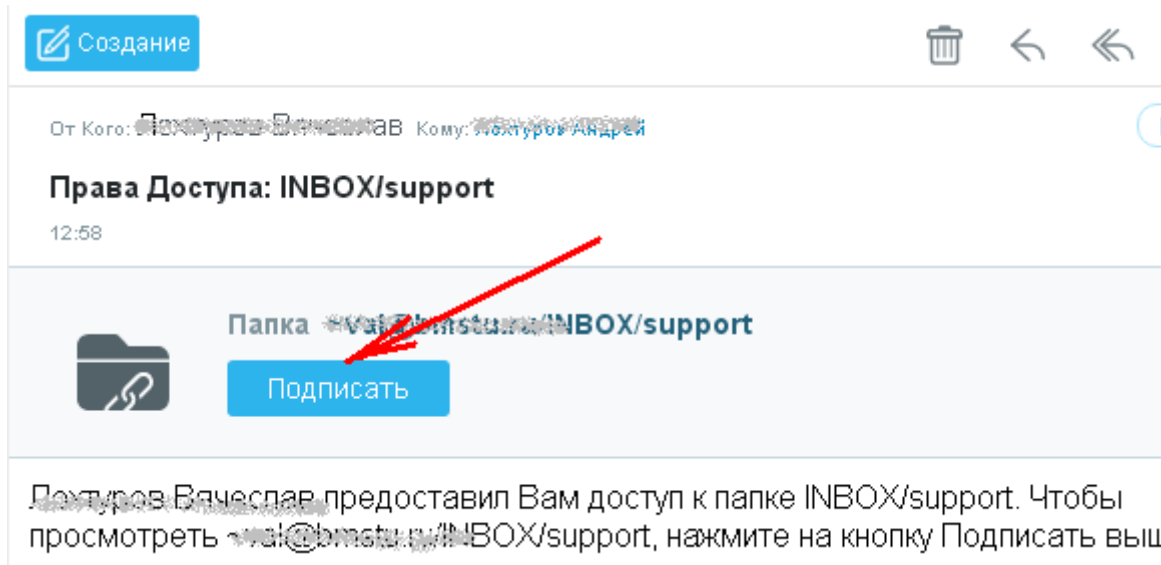 Создание
От Кого: Кому:
Права Доступа: INBOX/support
12:58
Папка INBOX/support
Подписать
предоставил Вам доступ к папке INBOX/support. Чтобы
просмотреть INBOX/support, нажмите на кнопку Подписать